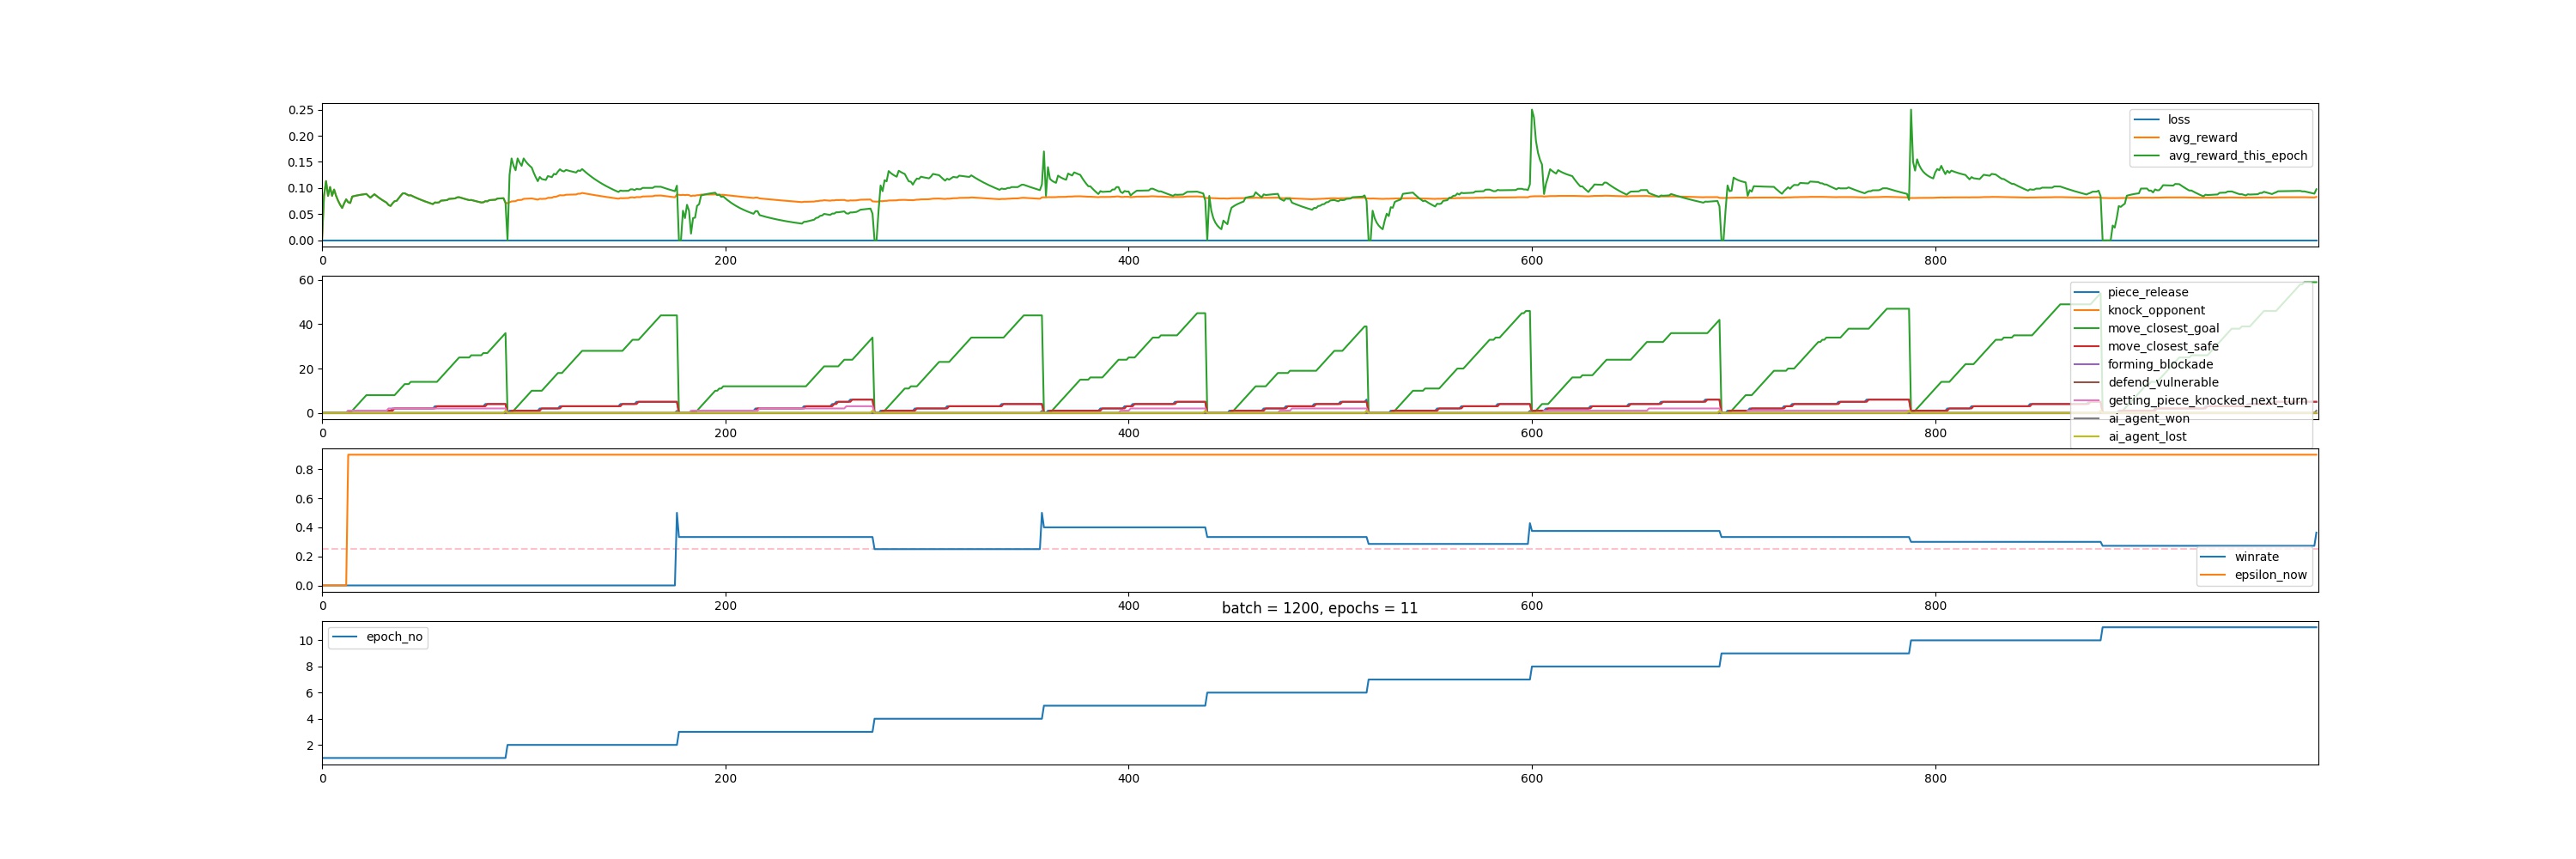 0.25
0.20
0.15
0.10
0.05
0.00
loss
avg_reward
avg_reward_this_epoch
0 200 400 600 800
60
40
20
0
piece_release
knock_opponent
move_closest_goal
move_closest_safe
forming_blockade
defend_vulnerable
getting_piece_knocked_next_turn
ai_agent_won
ai_agent_lost
0 200 400 600 800
0.8
0.6
0.4
0.2
0.0
winrate
epsilon_now
0 200 400 600 800
batch = 1200, epochs = 11
epoch_no
10
8
6
4
2
0 200 400 600 800